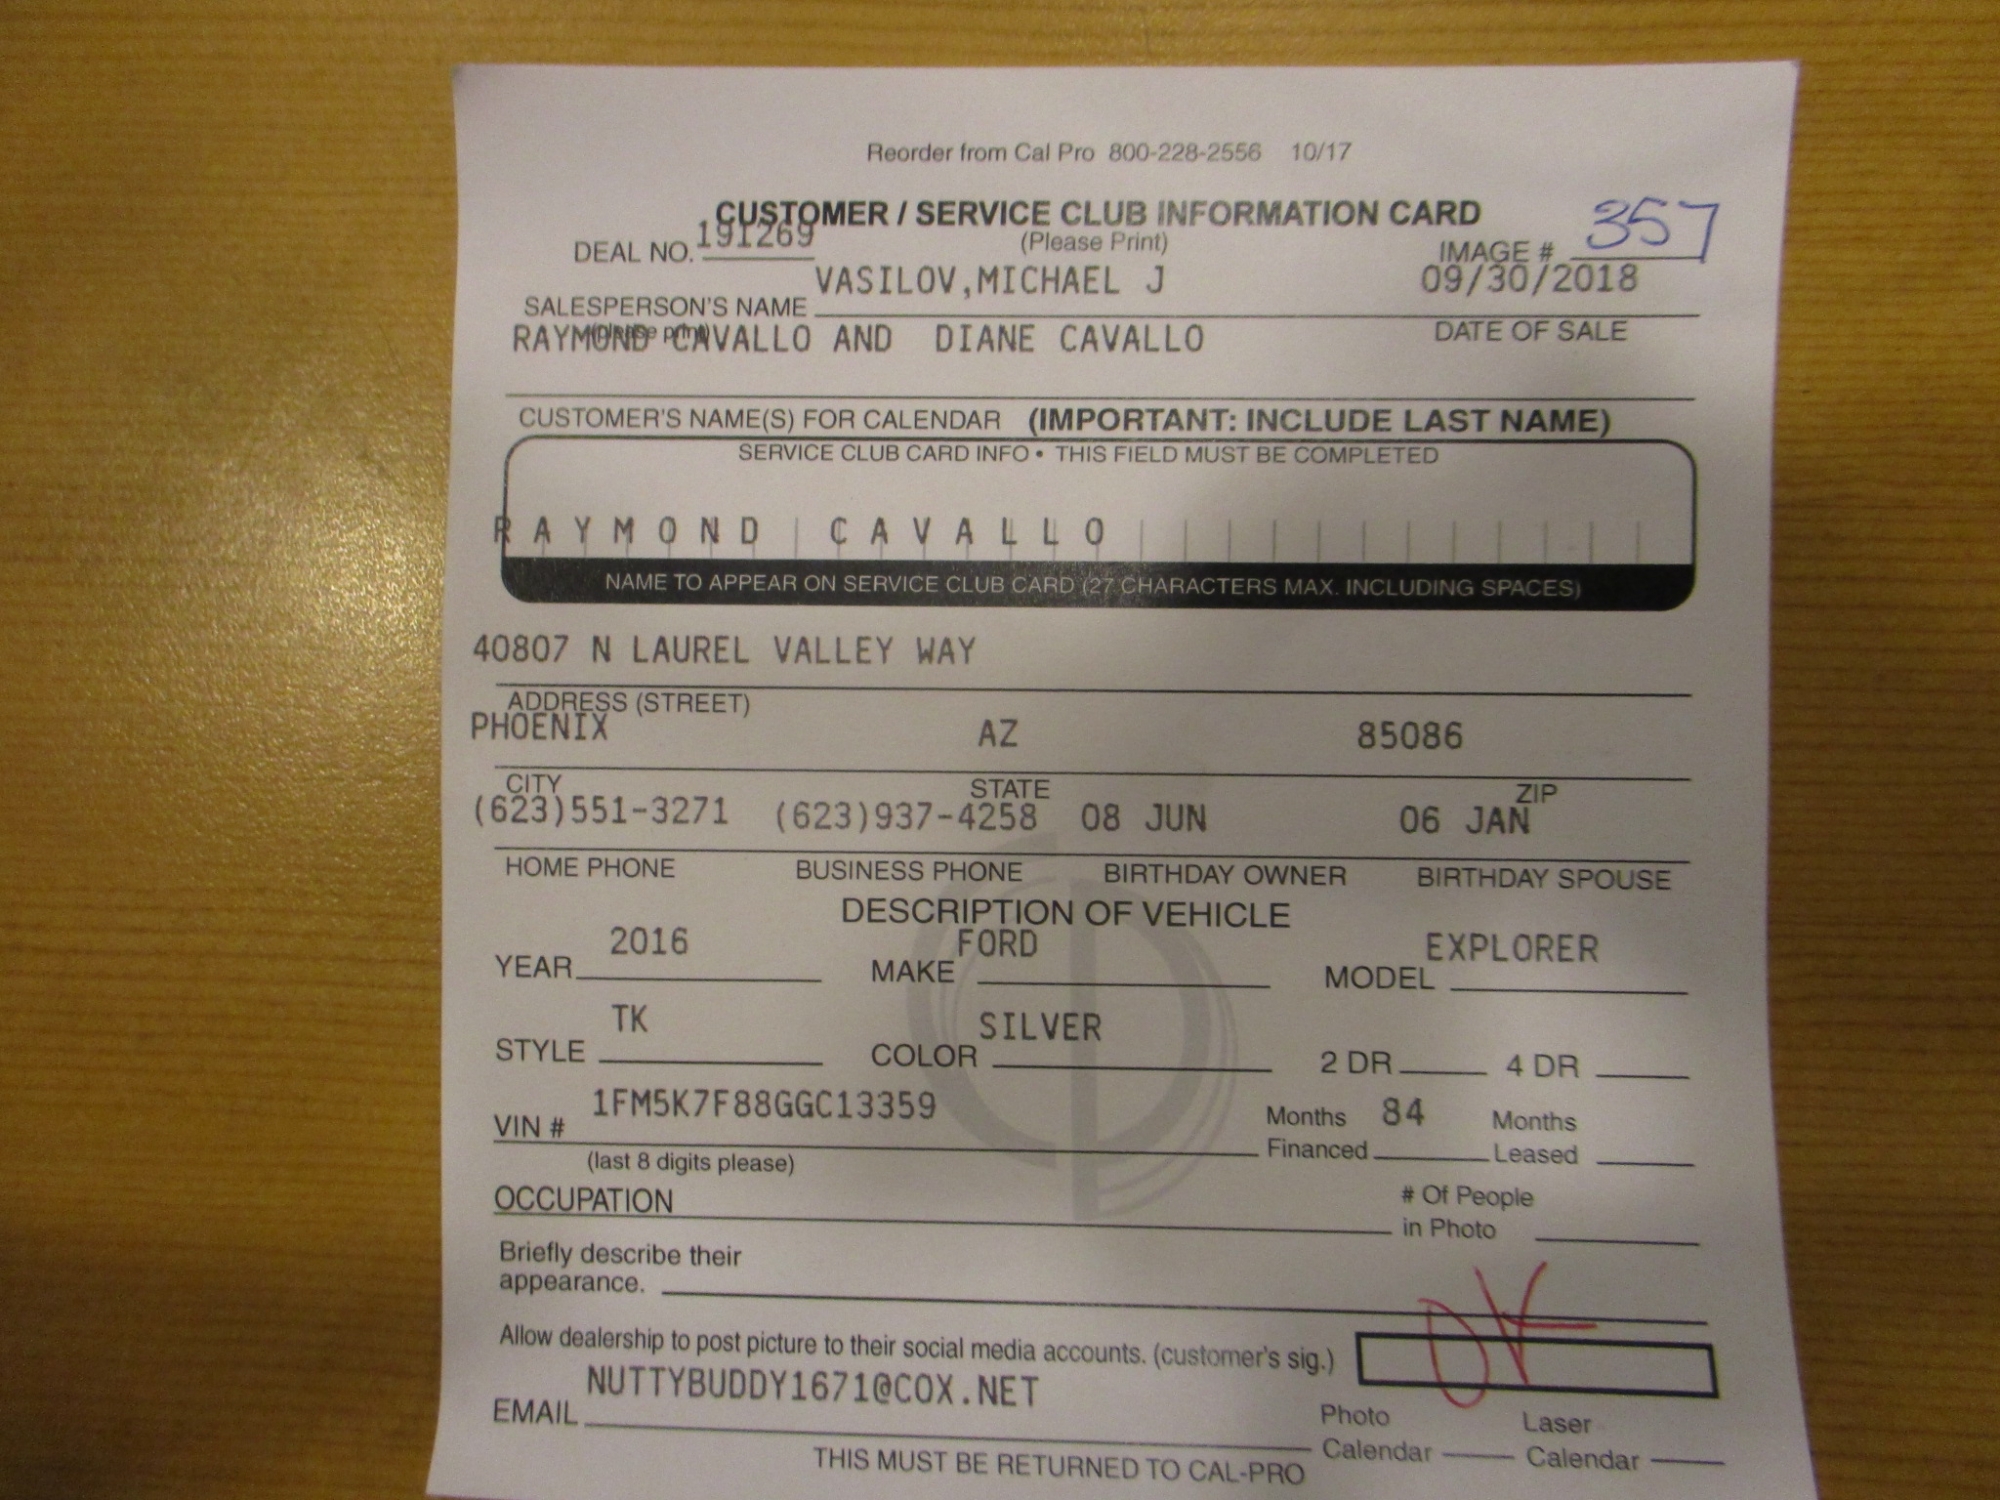 Reorder from Cal Pro 800-228-2556 10/17
CUSTOMER / SERVICE CLUB INFORMATION CARD
(Please Print)
DEAL NO. 191269
IMAGE # 357
SALESPERSON'S NAME VASILOV,MICHAEL J 09/30/2018
(please print)
DATE OF SALE
RAYMOND CAVALLO AND DIANE CAVALLO
CUSTOMER'S NAME(S) FOR CALENDAR (IMPORTANT: INCLUDE LAST NAME)
SERVICE CLUB CARD INFO • THIS FIELD MUST BE COMPLETED
RAYMOND CAVALLO
NAME TO APPEAR ON SERVICE CLUB CARD (27 CHARACTERS MAX. INCLUDING SPACES)
40807 N LAUREL VALLEY WAY
ADDRESS (STREET)
PHOENIX AZ 85086
CITY STATE ZIP
(623)551-3271 (623)937-4258 08 JUN 06 JAN
HOME PHONE BUSINESS PHONE BIRTHDAY OWNER BIRTHDAY SPOUSE
DESCRIPTION OF VEHICLE
YEAR 2016 MAKE FORD MODEL EXPLORER
STYLE TK COLOR SILVER 2 DR 4 DR
VIN # 1FM5K7F88GGC13359 Months Financed 84 Months Leased
(last 8 digits please)
OCCUPATION # Of People in Photo
Briefly describe their
appearance.
OK
Allow dealership to post picture to their social media accounts. (customer's sig.)
EMAIL NUTTYBUDDY1671@COX.NET
Photo Calendar Laser Calendar
THIS MUST BE RETURNED TO CAL-PRO